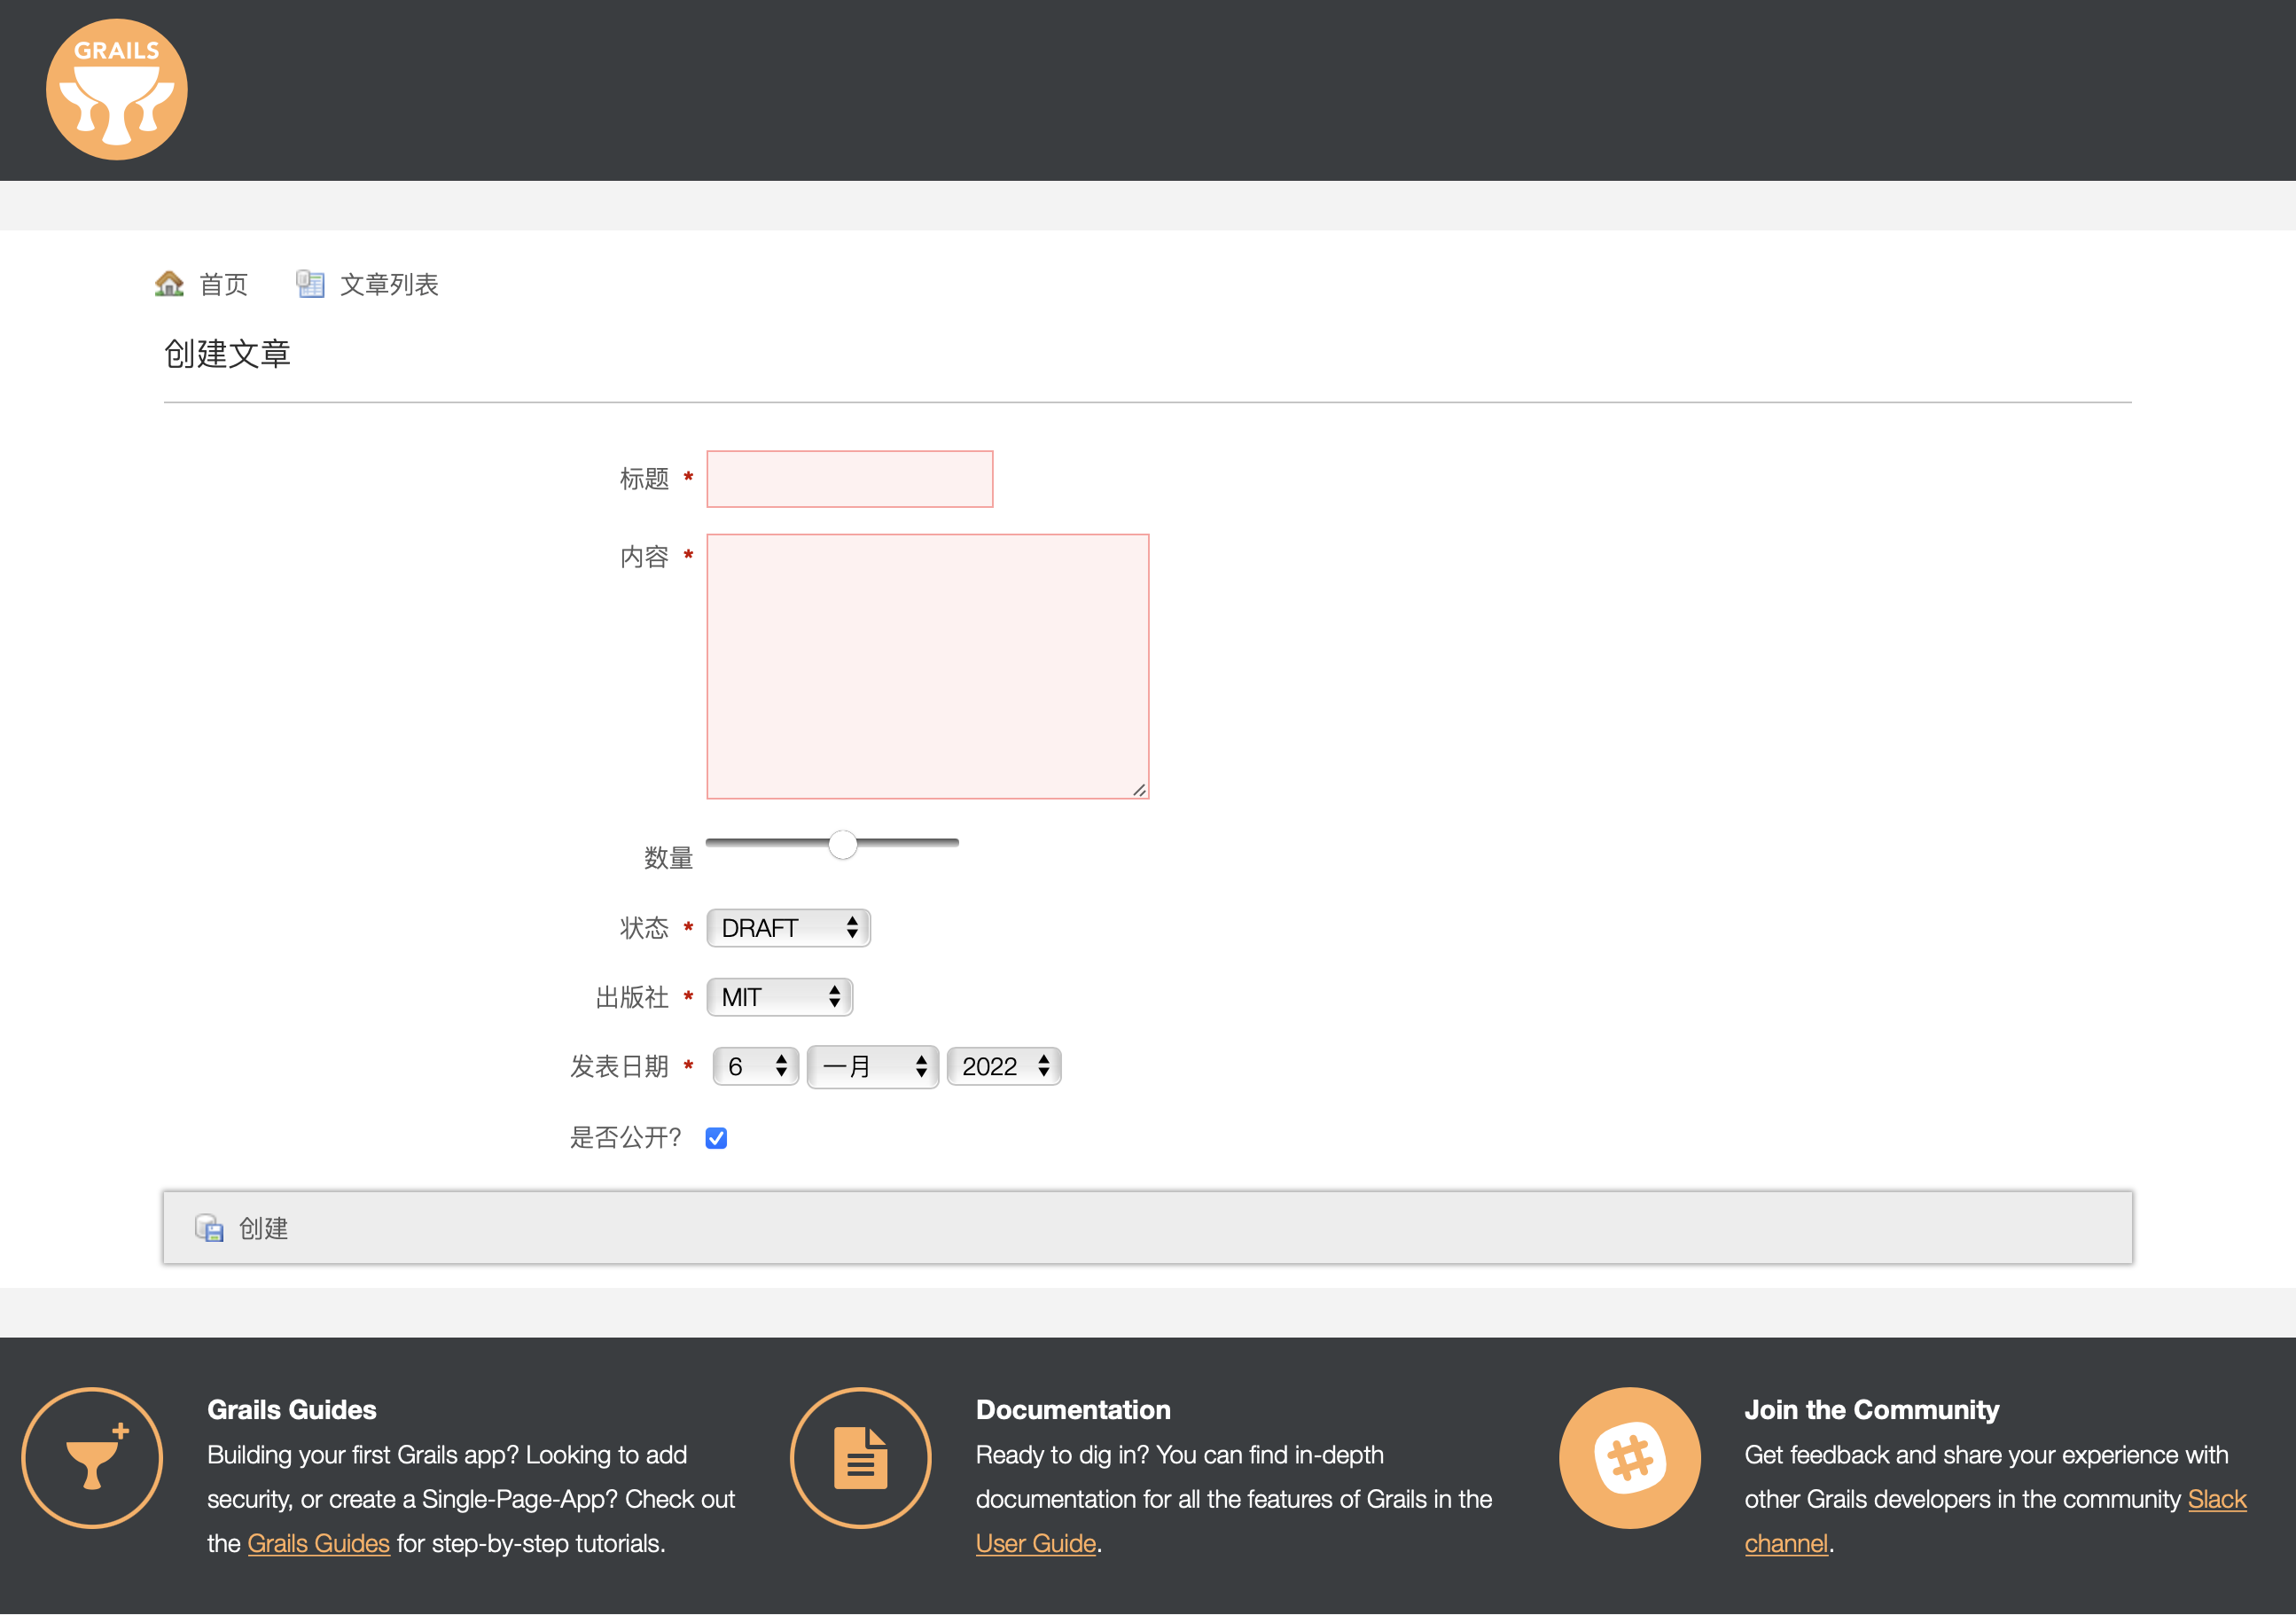 GRAILS
首页 文章列表
创建文章
标题 *
内容 *
数量
状态 * DRAFT
出版社 * MIT
发表日期 * 6 一月 2022
是否公开?
创建
Grails Guides
Building your first Grails app? Looking to add
security, or create a Single-Page-App? Check out
the Grails Guides for step-by-step tutorials.
Documentation
Ready to dig in? You can find in-depth
documentation for all the features of Grails in the
User Guide.
Join the Community
Get feedback and share your experience with
other Grails developers in the community Slack
channel.